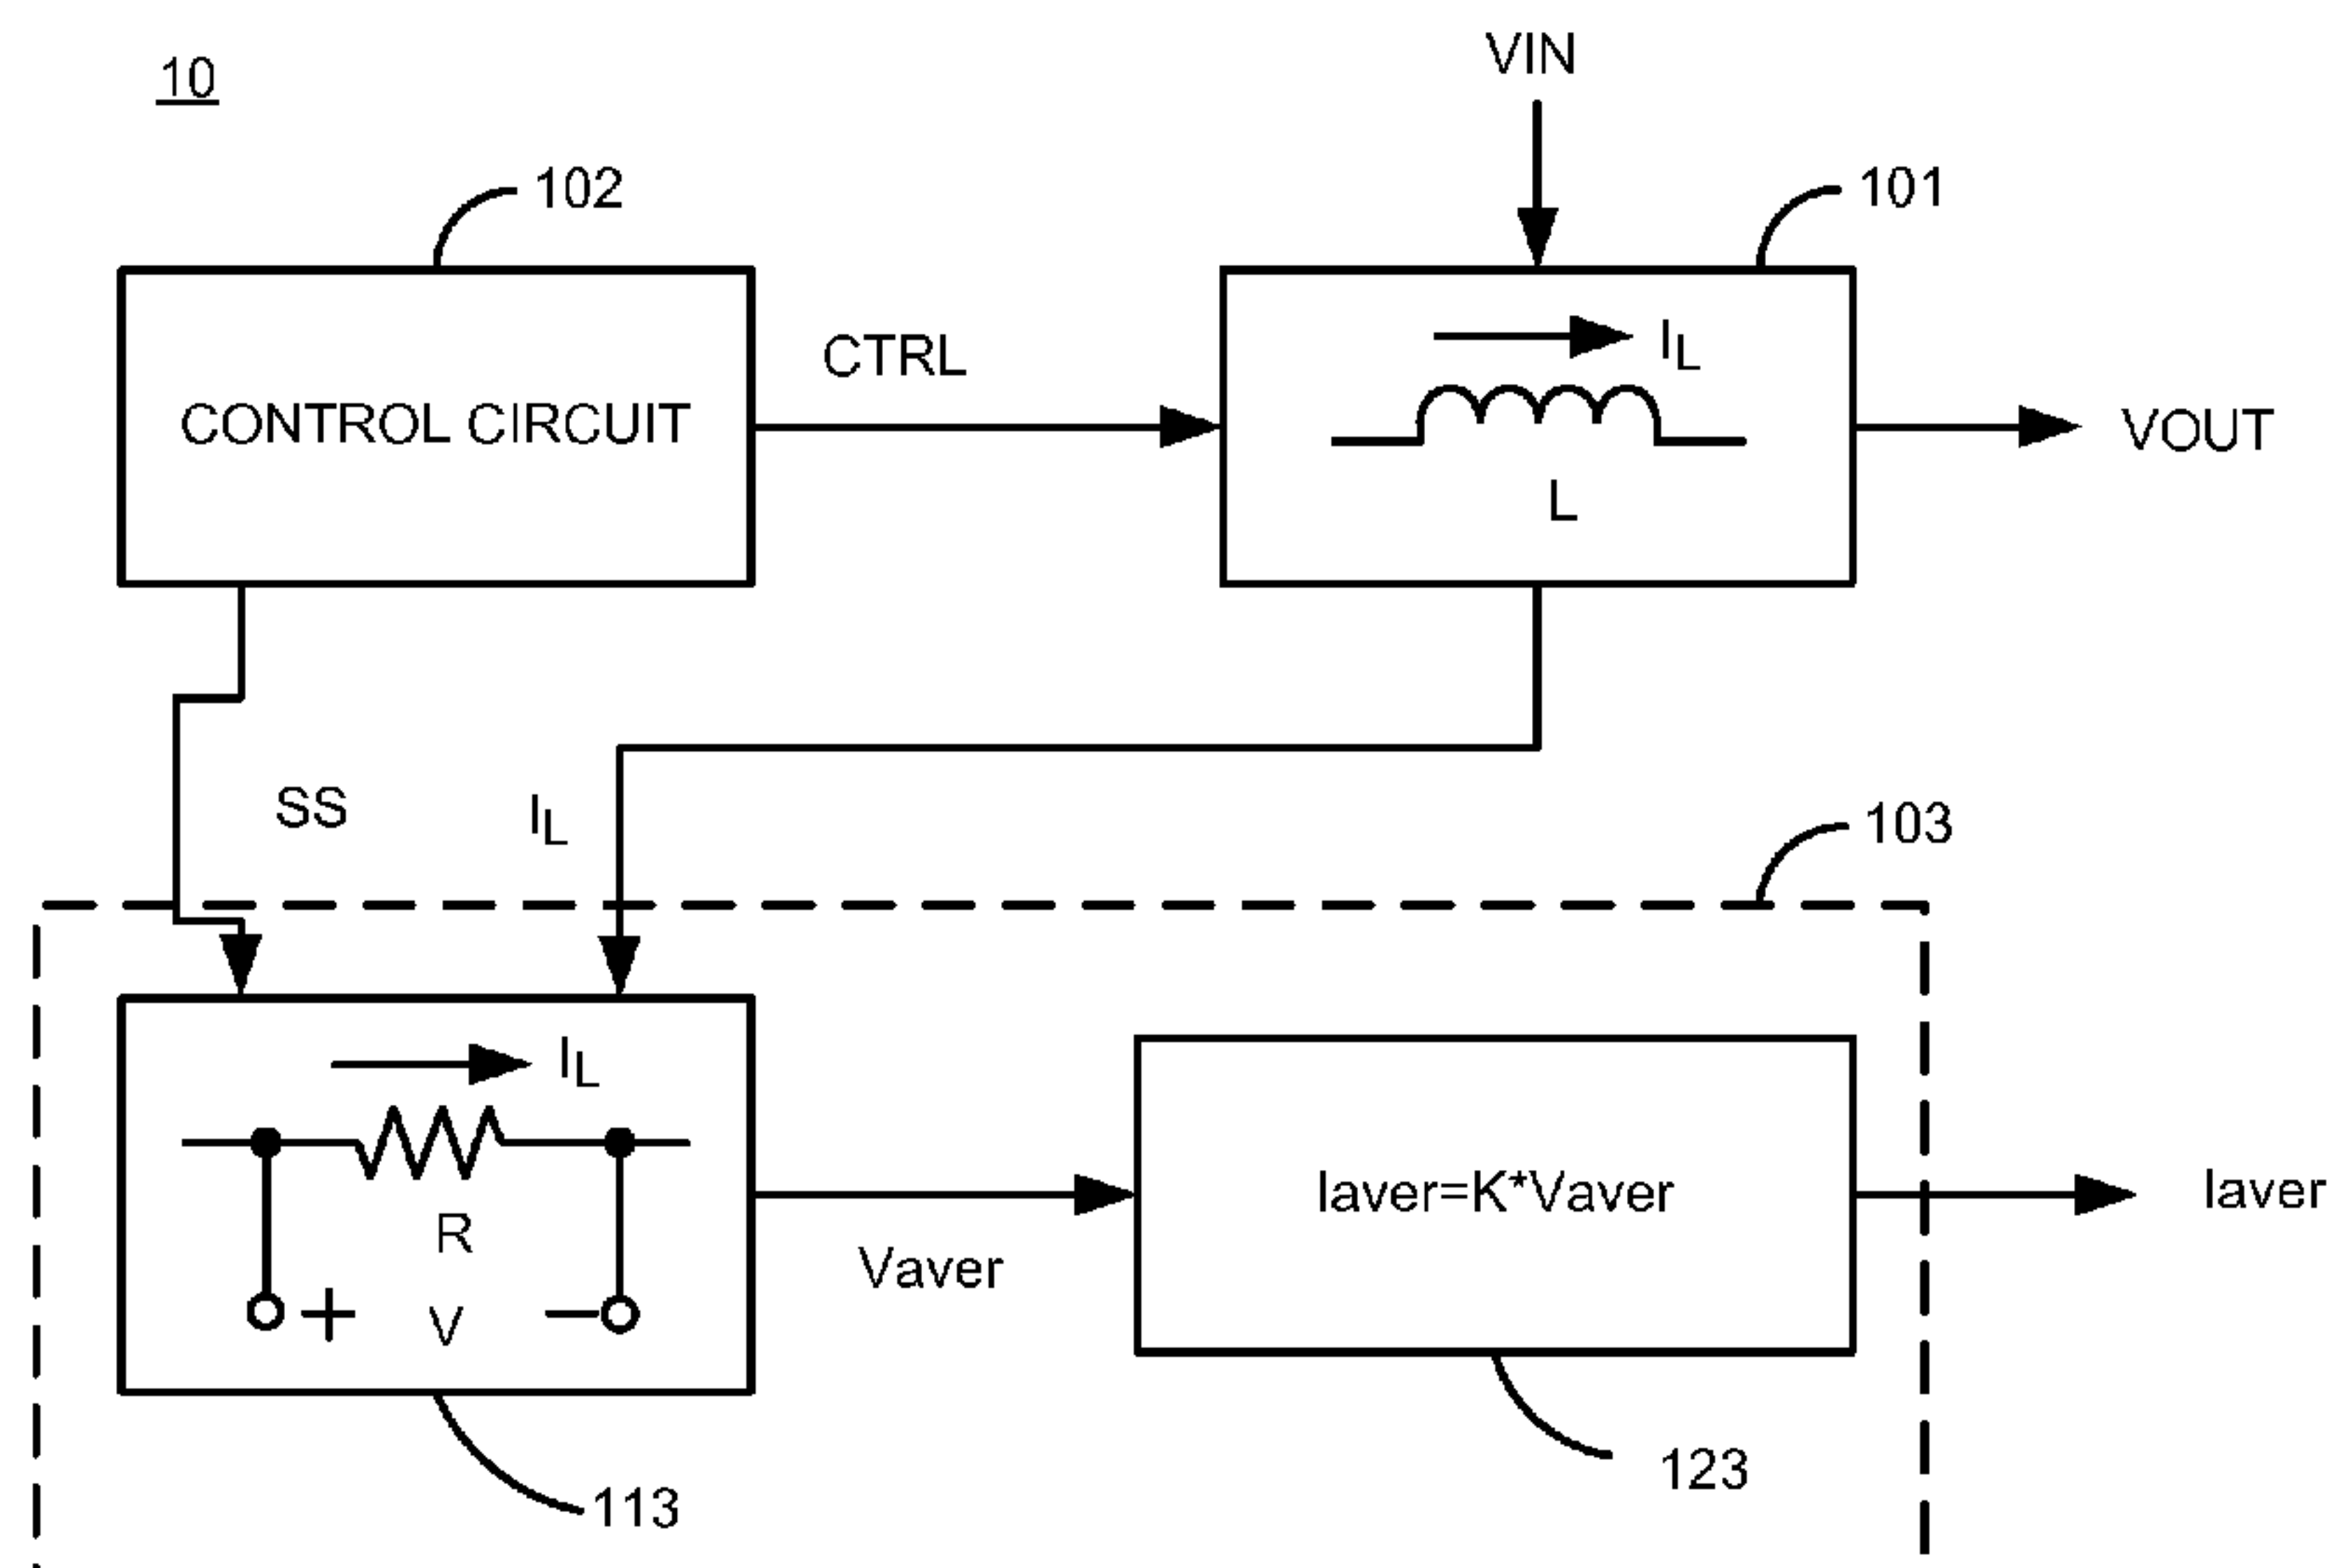 10
VIN
102
101
CONTROL CIRCUIT
CTRL
IL
L
VOUT
SS
IL
103
IL
R
+ V −
Vaver
Iaver=K*Vaver
Iaver
113
123